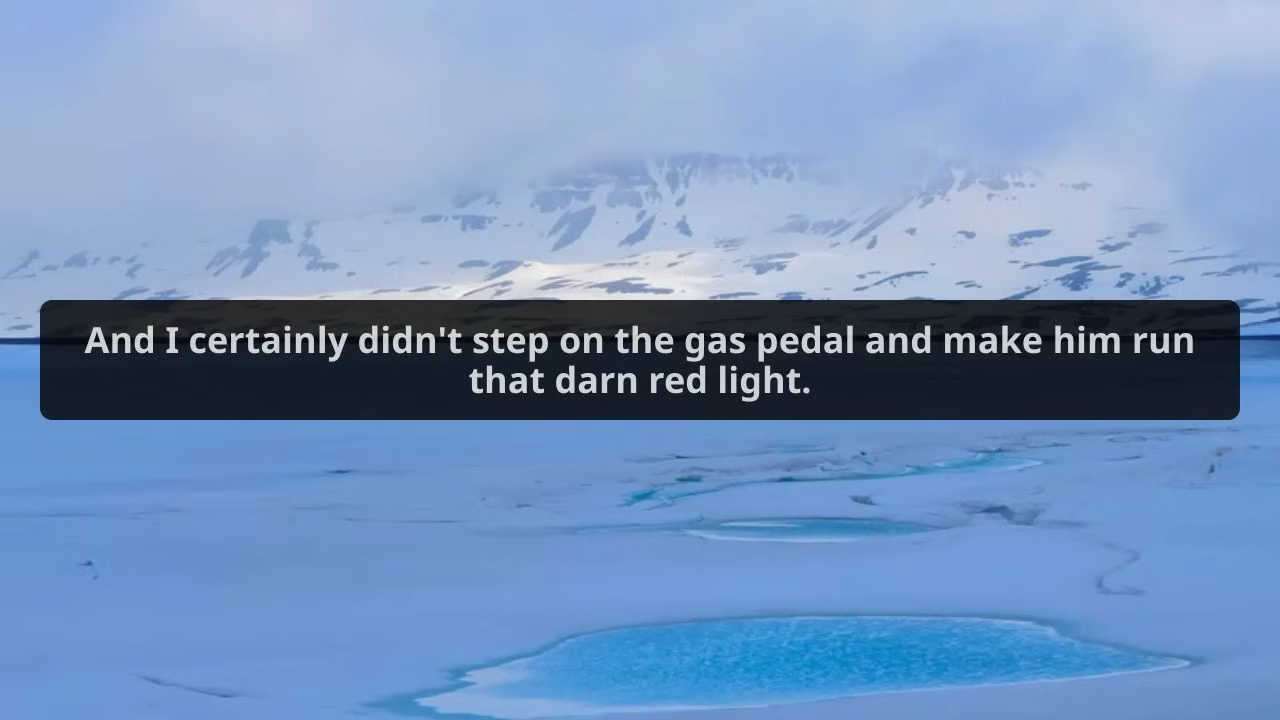 And I certainly didn't step on the gas pedal and make him run
that darn red light.